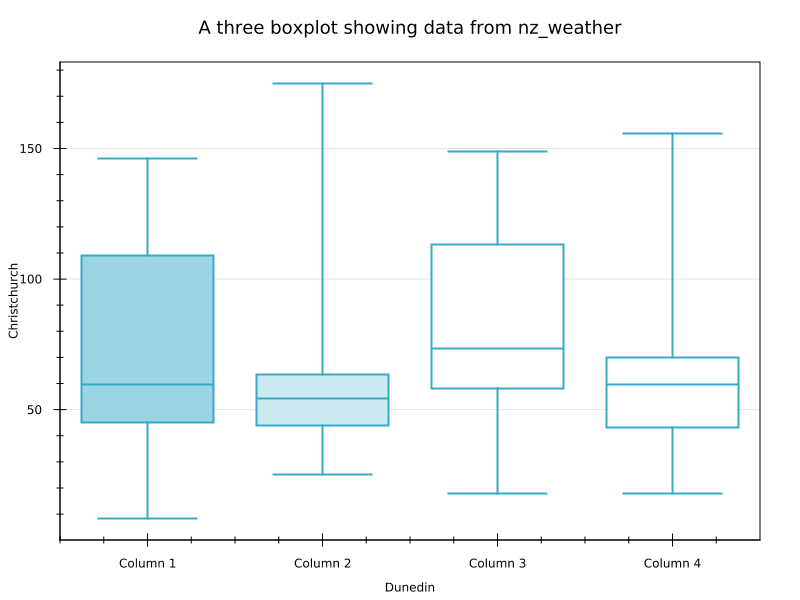 A three boxplot showing data from nz_weather
150
100
50
Christchurch
Column 1
Column 2
Column 3
Column 4
Dunedin